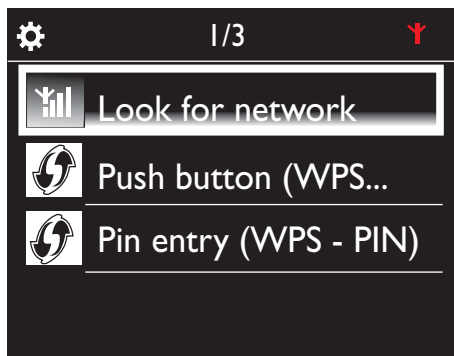 1/3
Look for network
Push button (WPS...
Pin entry (WPS - PIN)